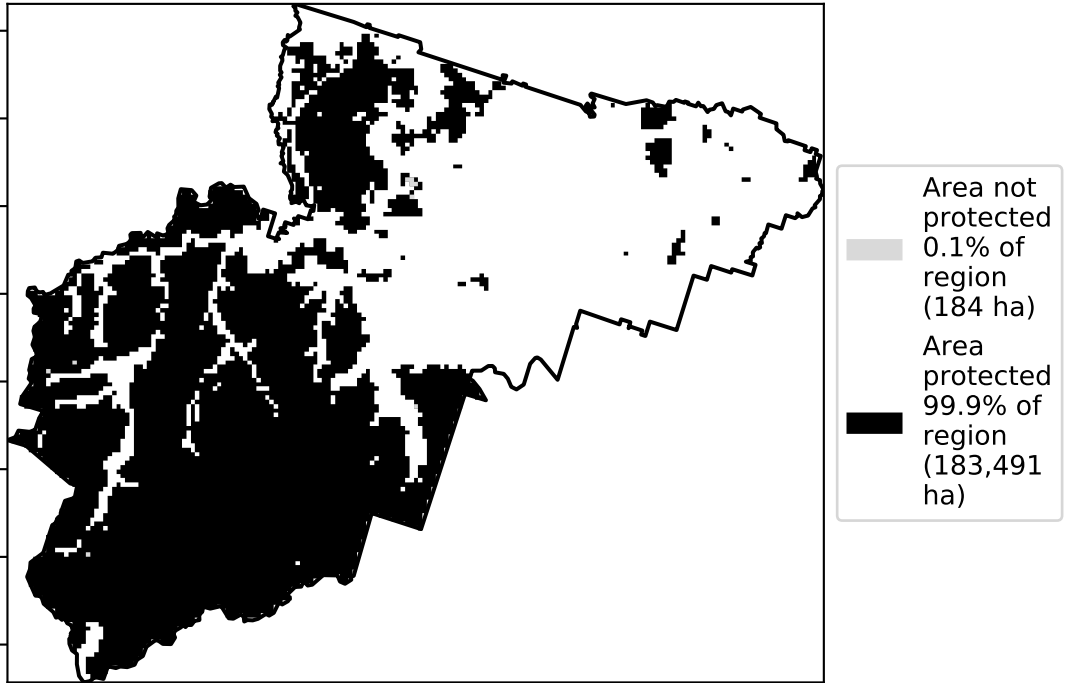 Area not
protected
0.1% of
region
(184 ha)
Area
protected
99.9% of
region
(183,491
ha)